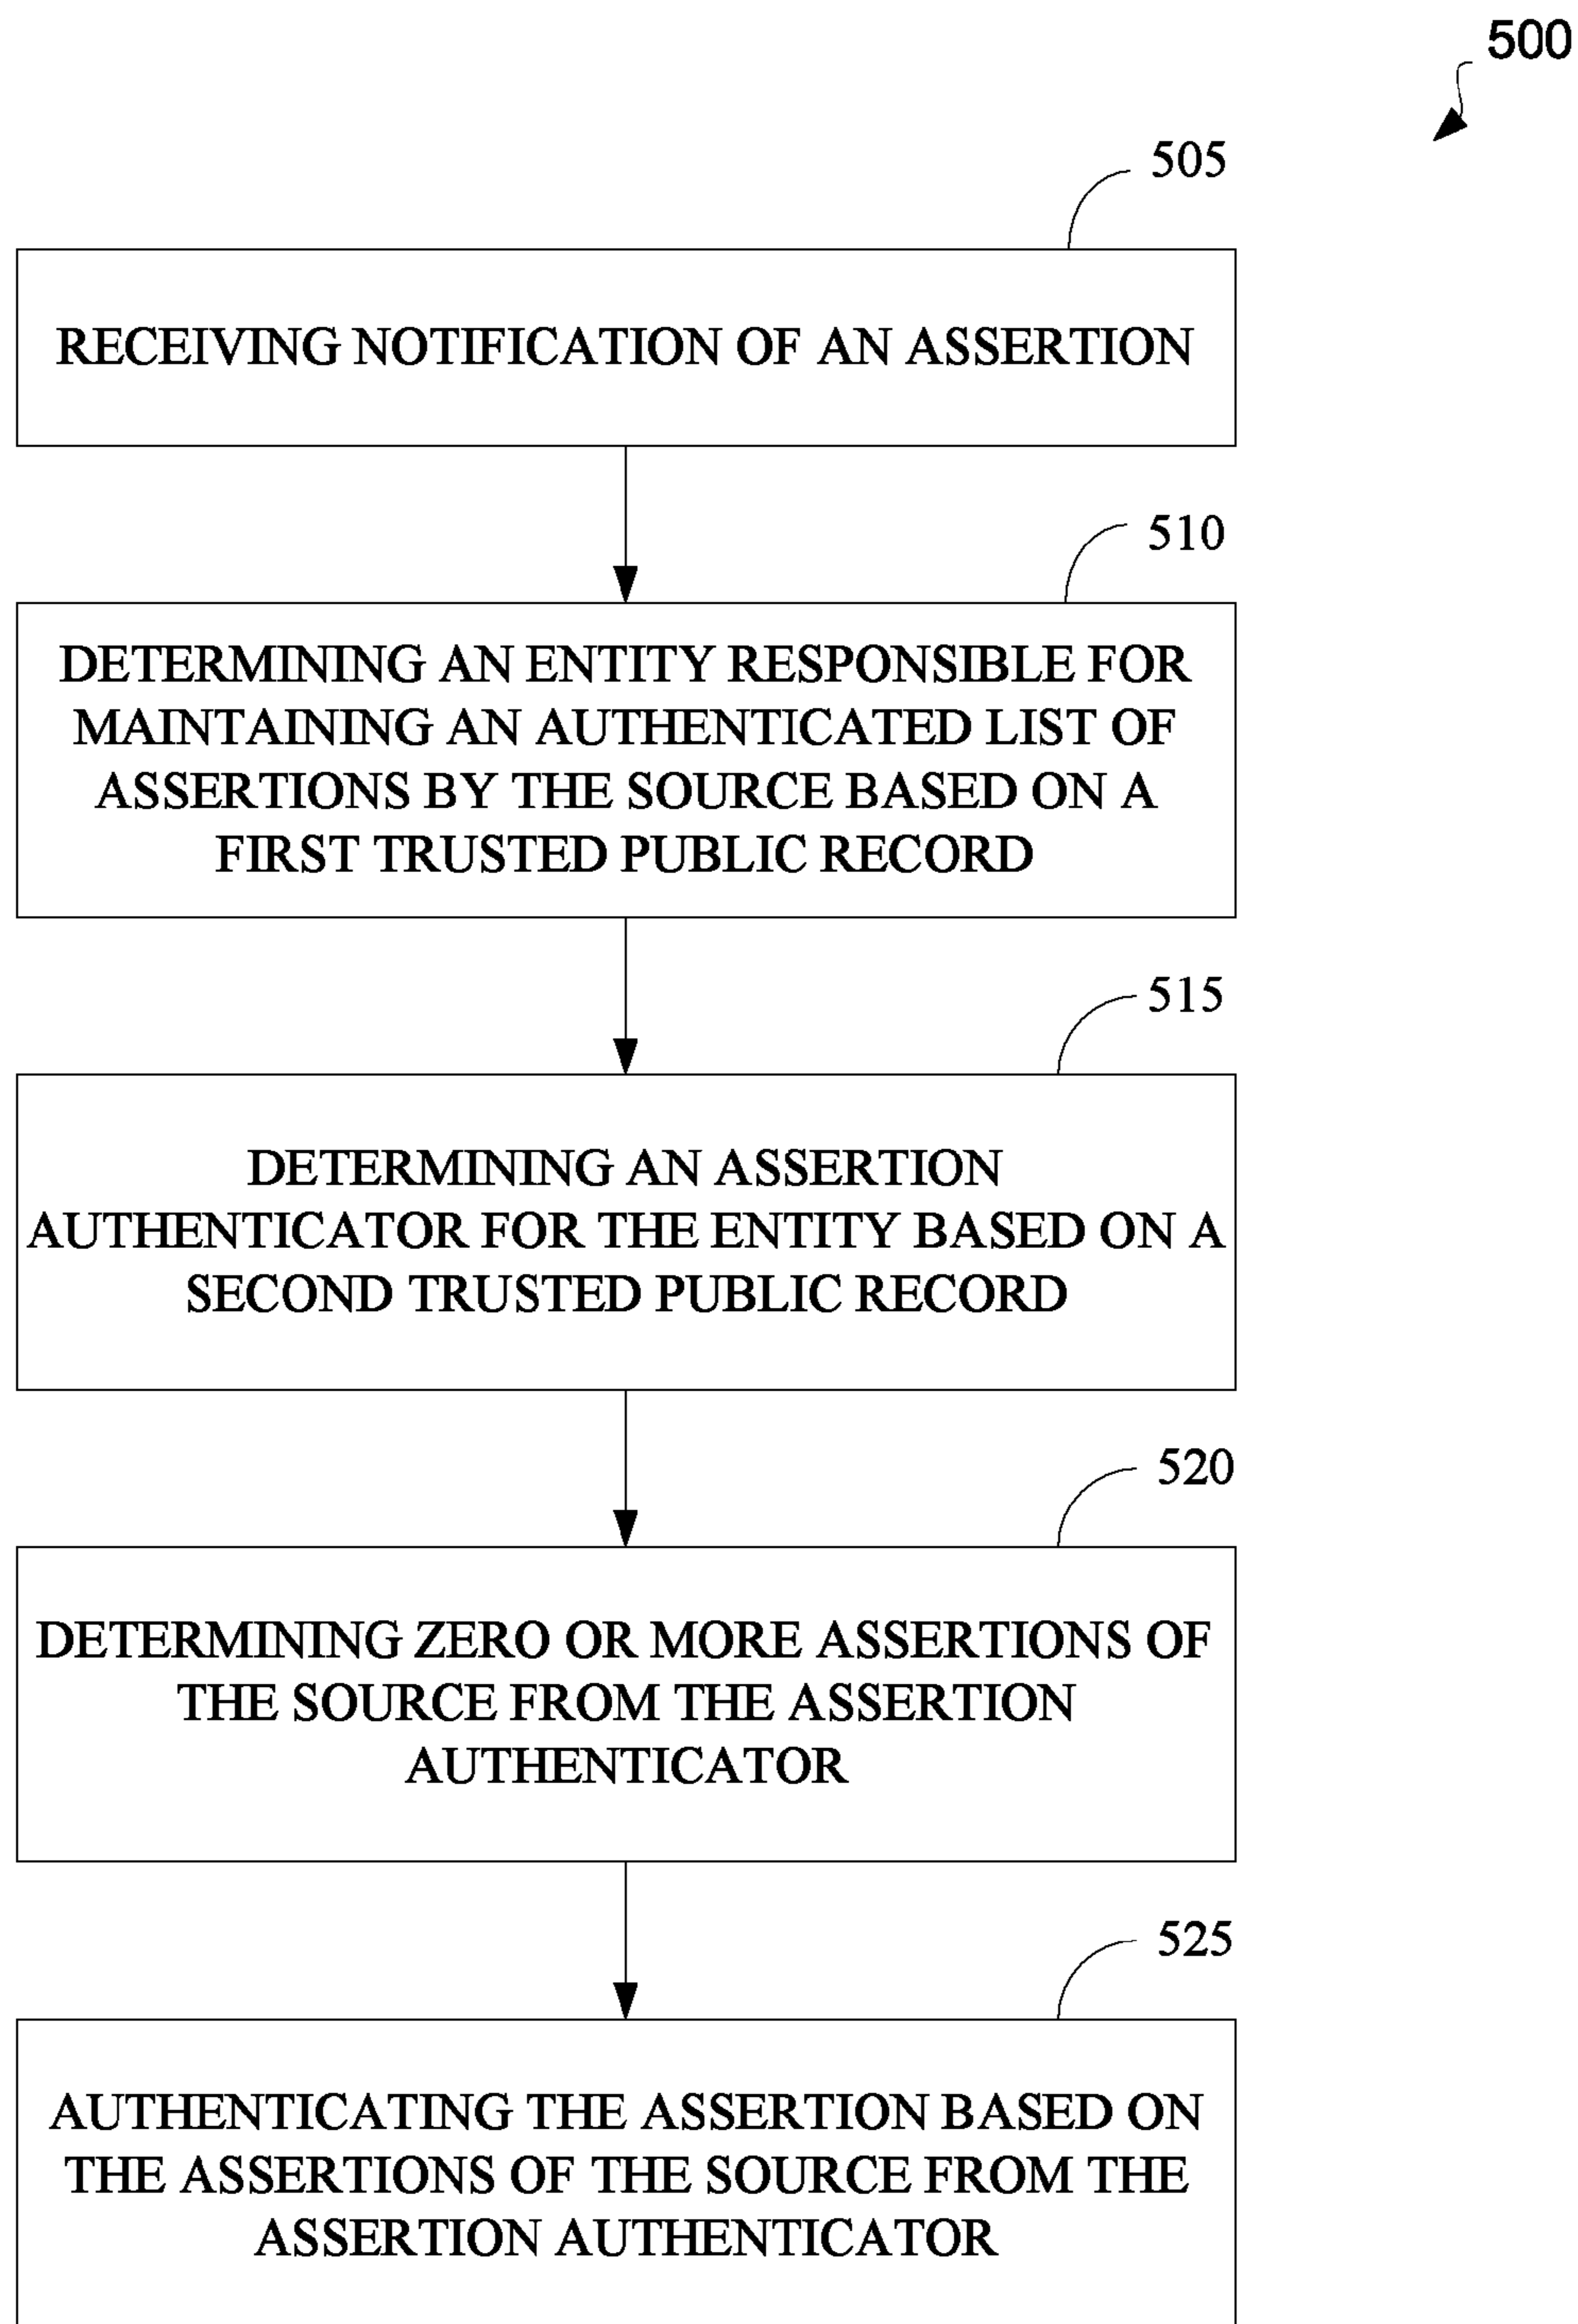 500
505
RECEIVING NOTIFICATION OF AN ASSERTION
510
DETERMINING AN ENTITY RESPONSIBLE FOR
MAINTAINING AN AUTHENTICATED LIST OF
ASSERTIONS BY THE SOURCE BASED ON A
FIRST TRUSTED PUBLIC RECORD
515
DETERMINING AN ASSERTION
AUTHENTICATOR FOR THE ENTITY BASED ON A
SECOND TRUSTED PUBLIC RECORD
520
DETERMINING ZERO OR MORE ASSERTIONS OF
THE SOURCE FROM THE ASSERTION
AUTHENTICATOR
525
AUTHENTICATING THE ASSERTION BASED ON
THE ASSERTIONS OF THE SOURCE FROM THE
ASSERTION AUTHENTICATOR